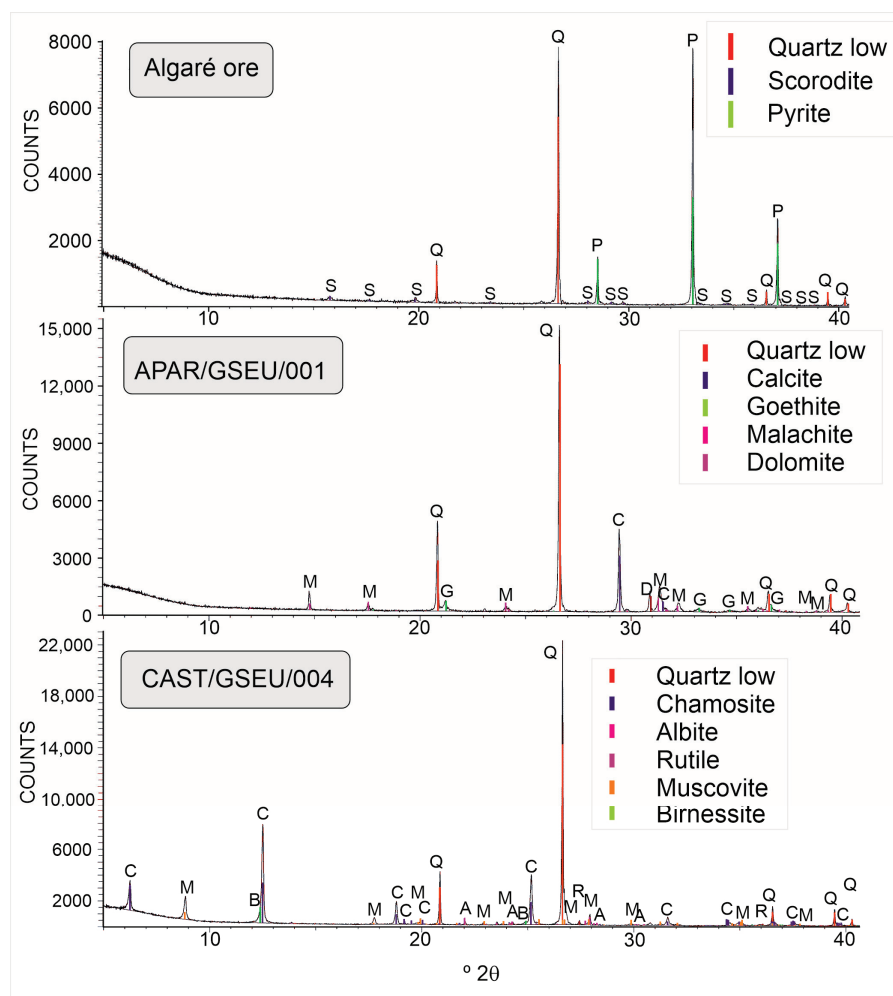 Algaré ore
Quartz low
Scorodite
Pyrite
COUNTS
8000
6000
4000
2000
S S S Q S Q S P S S P S S S Q P S S S Q Q
10 20 30 40
APAR/GSEU/001
Quartz low
Calcite
Goethite
Malachite
Dolomite
COUNTS
15,000
12,000
9000
6000
3000
0
M M Q G M Q C D M M G G M Q G M M Q Q
10 20 30 40
CAST/GSEU/004
Quartz low
Chamosite
Albite
Rutile
Muscovite
Birnessite
COUNTS
22,000
18,000
14,000
10.000
6000
2000
C M B C M C C M C Q A M M A B C Q M R M A M A C C M R Q C M Q C Q
10 20 30 40
º 2θ